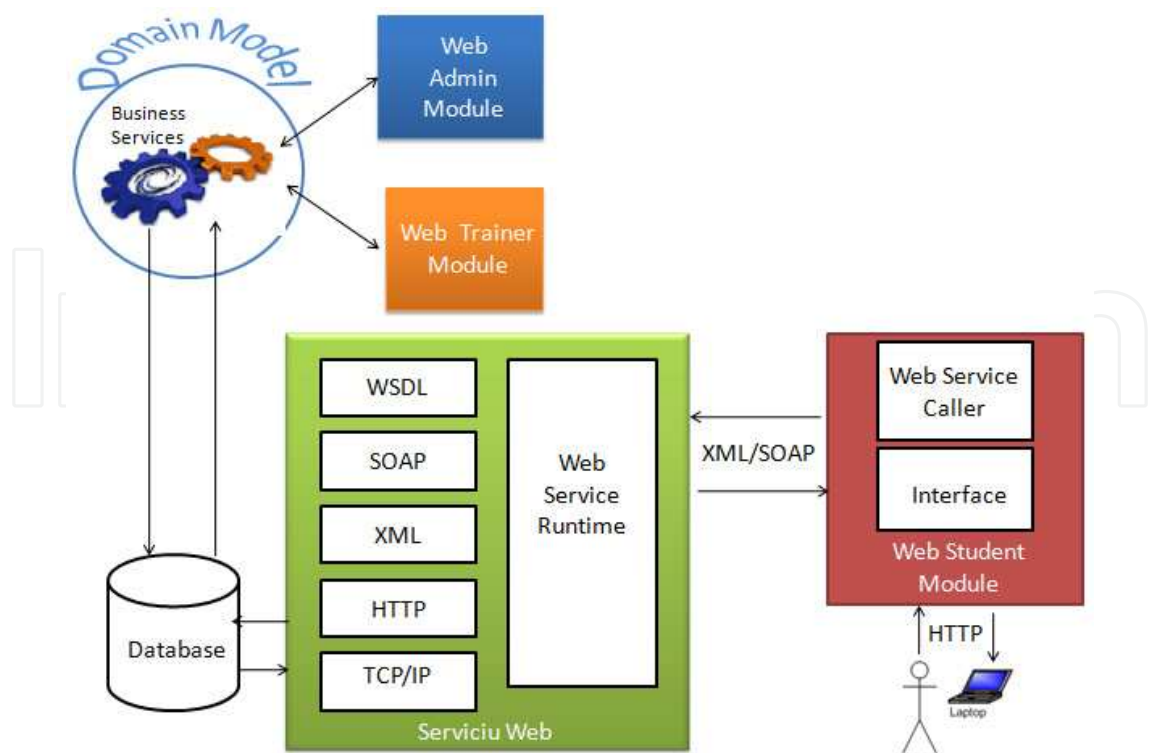 Domain Model
Business
Services
Web
Admin
Module
Web Trainer
Module
WSDL
SOAP
XML
HTTP
TCP/IP
Web
Service
Runtime
Serviciu Web
Database
XML/SOAP
Web Service
Caller
Interface
Web Student
Module
HTTP
Laptop